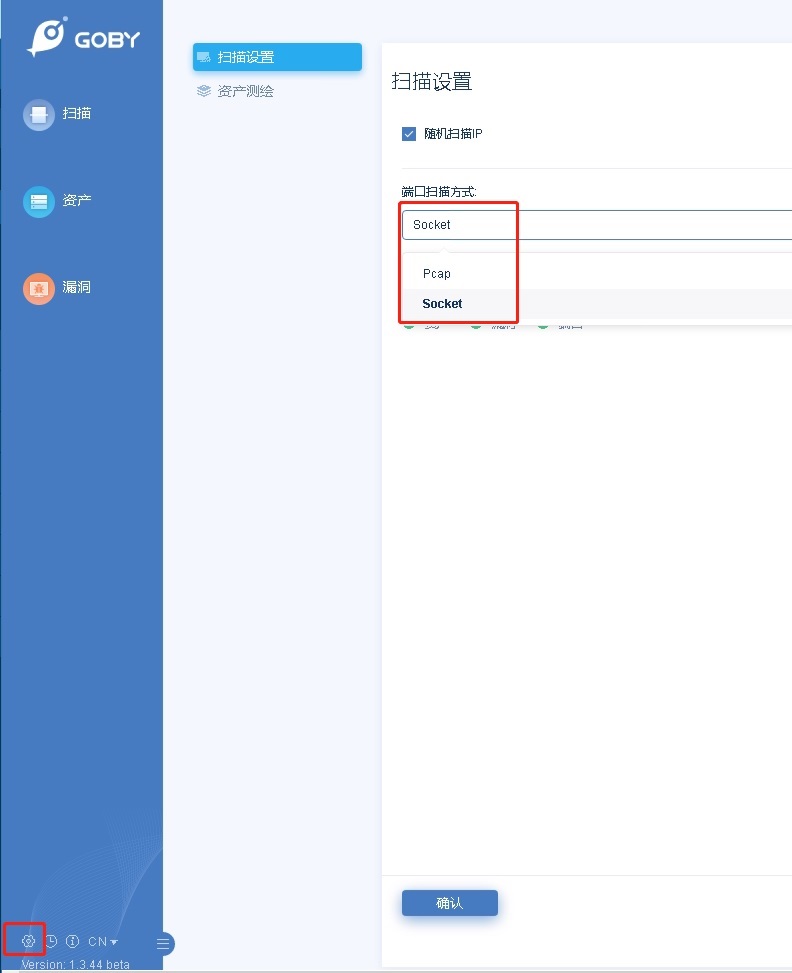 GOBY
扫描
资产
漏洞
CN
Version: 1.3.44 beta
扫描设置
资产测绘
扫描设置
随机扫描IP
端口扫描方式:
Socket
Pcap
Socket
确认